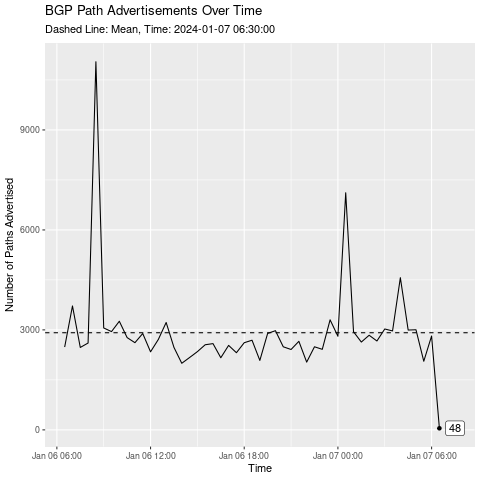 BGP Path Advertisements Over Time
Dashed Line: Mean, Time: 2024-01-07 06:30:00
Number of Paths Advertised
9000
6000
3000
0
48
Jan 06 06:00 Jan 06 12:00 Jan 06 18:00 Jan 07 00:00 Jan 07 06:00
Time